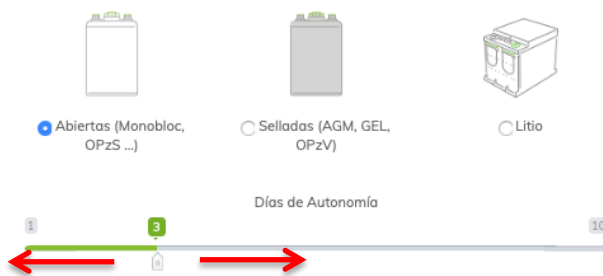 Abiertas (Monobloc,
OPzS ...)
Selladas (AGM, GEL,
OPzV)
Litio
Días de Autonomía
1
3
10